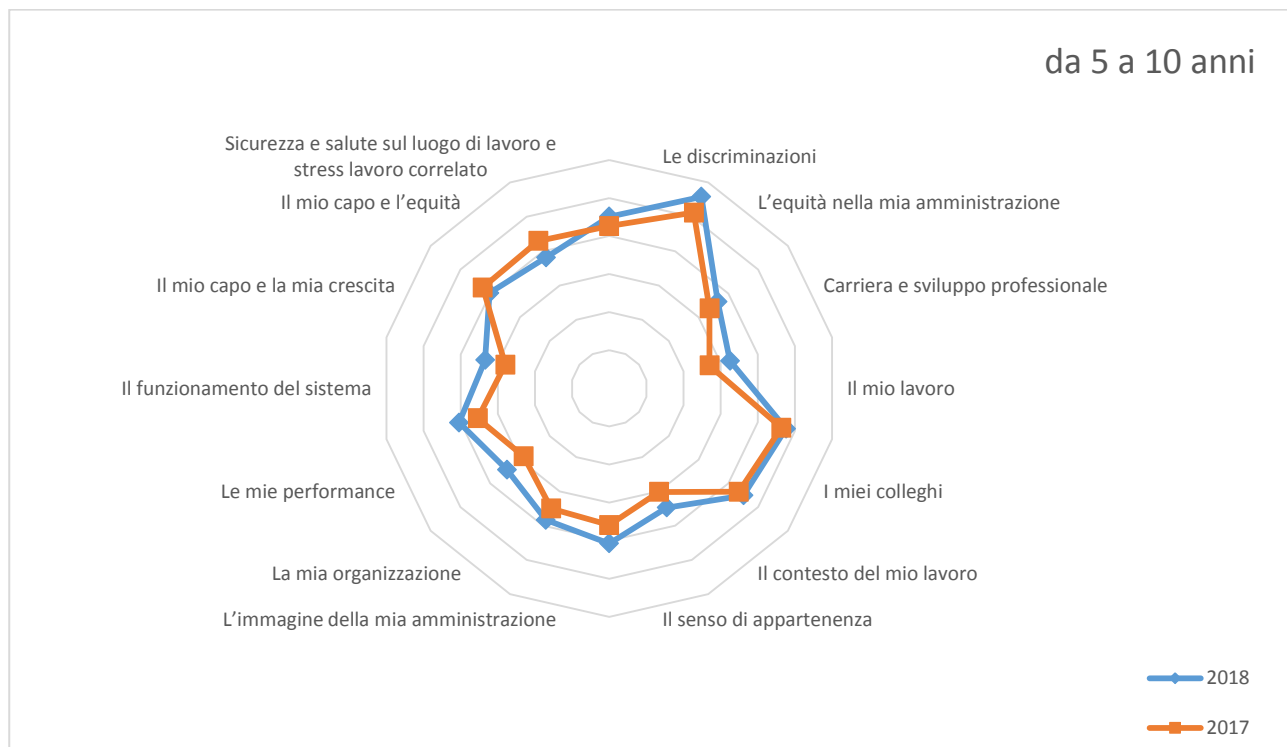 da 5 a 10 anni
Sicurezza e salute sul luogo di lavoro e
stress lavoro correlato
Le discriminazioni
L’equità nella mia amministrazione
Carriera e sviluppo professionale
Il mio lavoro
I miei colleghi
Il contesto del mio lavoro
Il senso di appartenenza
L’immagine della mia amministrazione
La mia organizzazione
Le mie performance
Il funzionamento del sistema
Il mio capo e la mia crescita
Il mio capo e l’equità
2018
2017